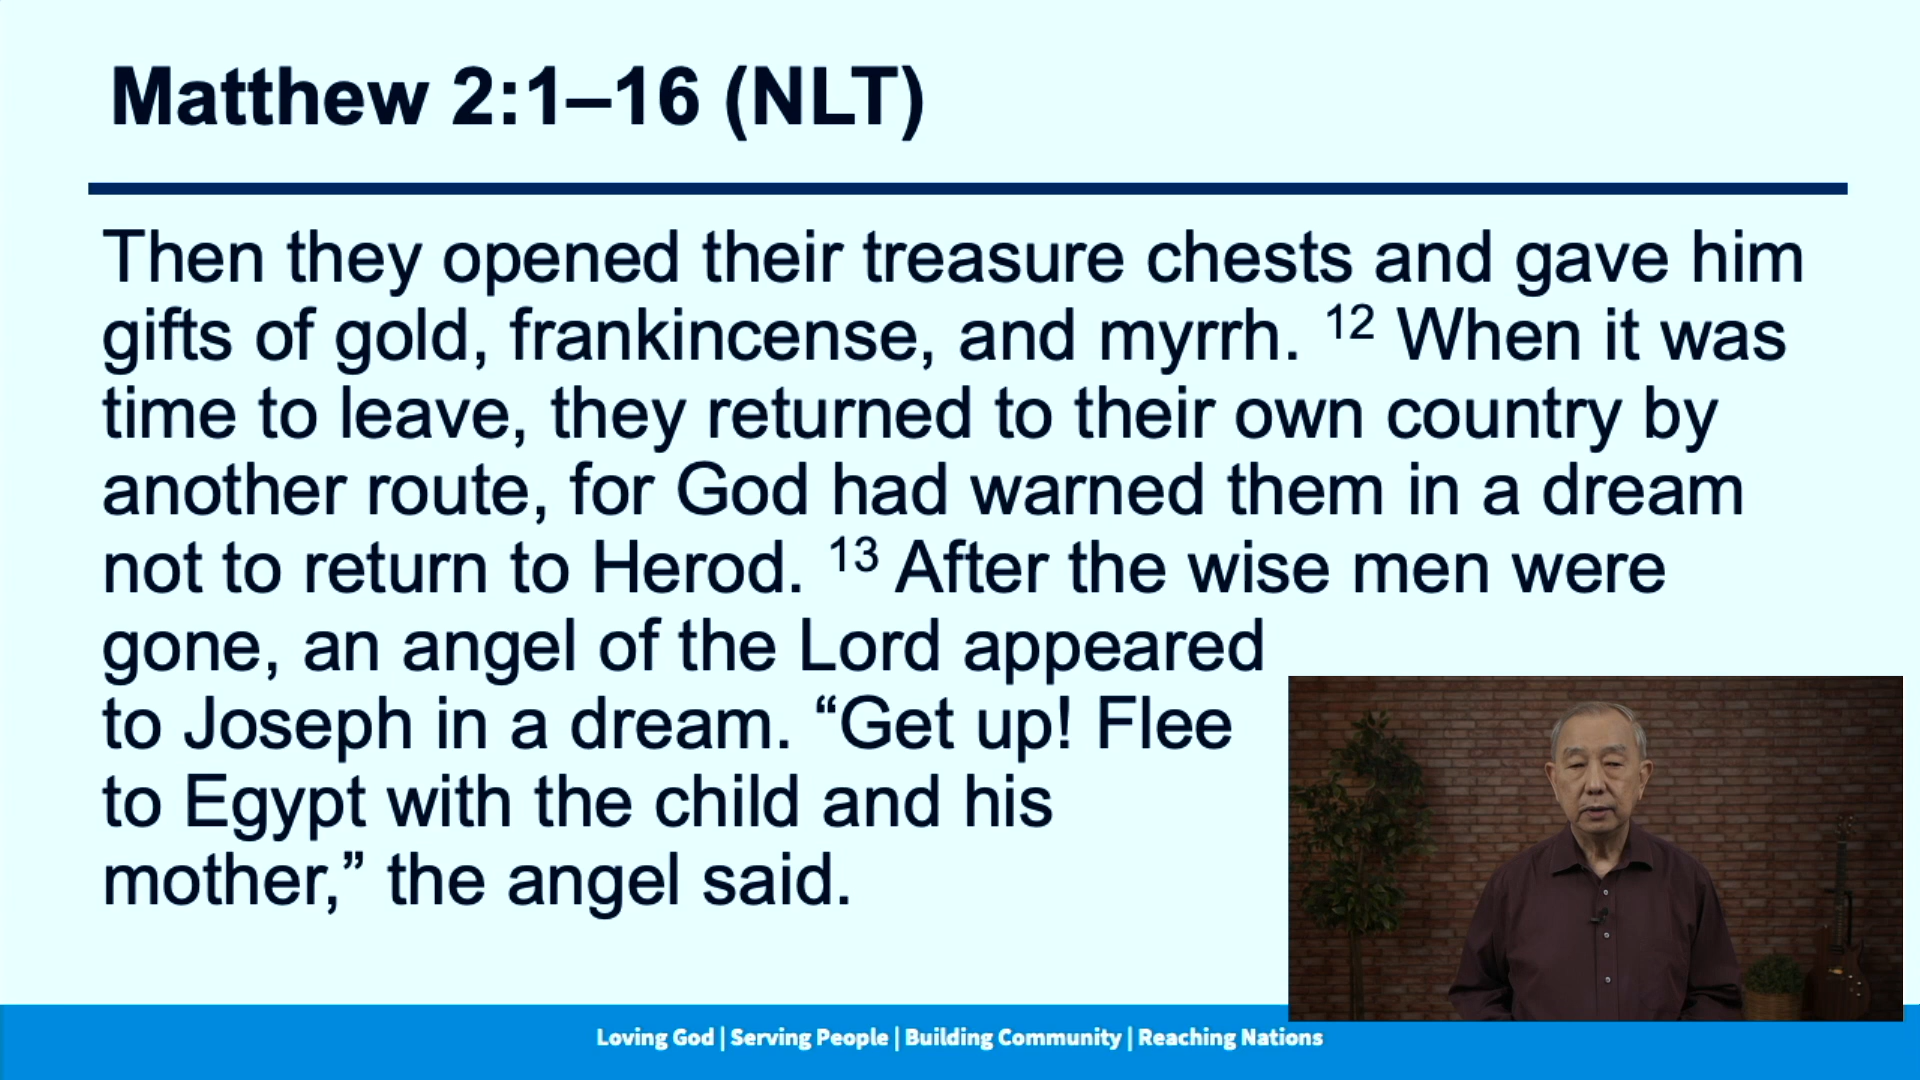 Matthew 2:1–16 (NLT)
Then they opened their treasure chests and gave him
gifts of gold, frankincense, and myrrh. 12 When it was
time to leave, they returned to their own country by
another route, for God had warned them in a dream
not to return to Herod. 13 After the wise men were
gone, an angel of the Lord appeared
to Joseph in a dream. “Get up! Flee
to Egypt with the child and his
mother,” the angel said.
Loving God | Serving People | Building Community | Reaching Nations